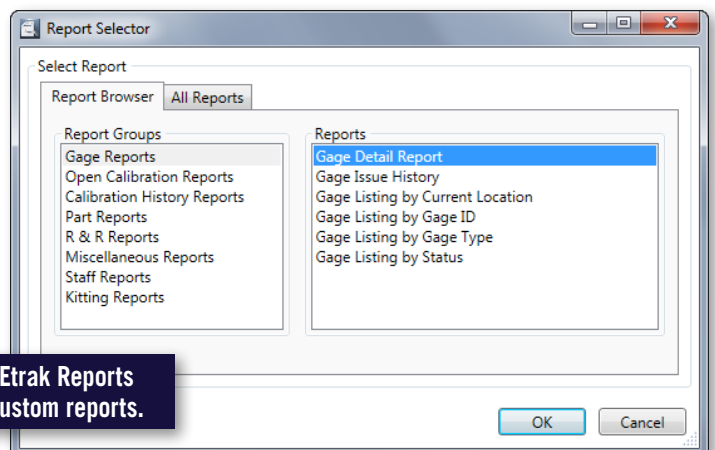 Report Selector
Select Report
Report Browser
All Reports
Report Groups
Gage Reports
Open Calibration Reports
Calibration History Reports
Part Reports
R & R Reports
Miscellaneous Reports
Staff Reports
Kitting Reports
Reports
Gage Detail Report
Gage Issue History
Gage Listing by Current Location
Gage Listing by Gage ID
Gage Listing by Gage Type
Gage Listing by Status
Etrak Reports
ustom reports.
OK
Cancel